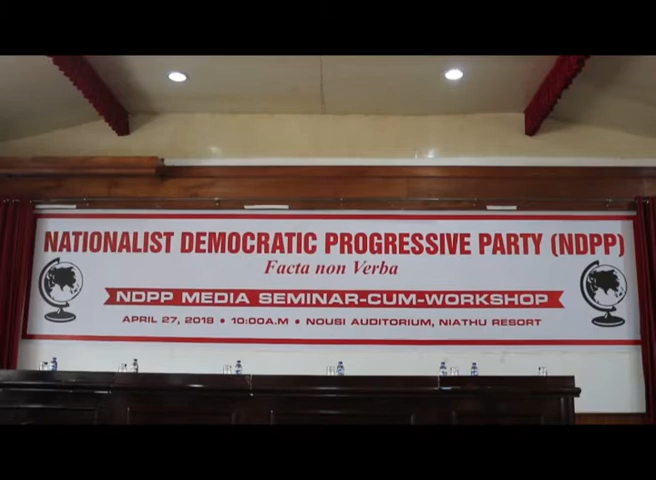 NATIONALIST DEMOCRATIC PROGRESSIVE PARTY (NDPP)
Facta non Verba
NDPP MEDIA SEMINAR-CUM-WORKSHOP
APRIL 27, 2018 • 10:00A.M • NOUSI AUDITORIUM, NIATHU RESORT